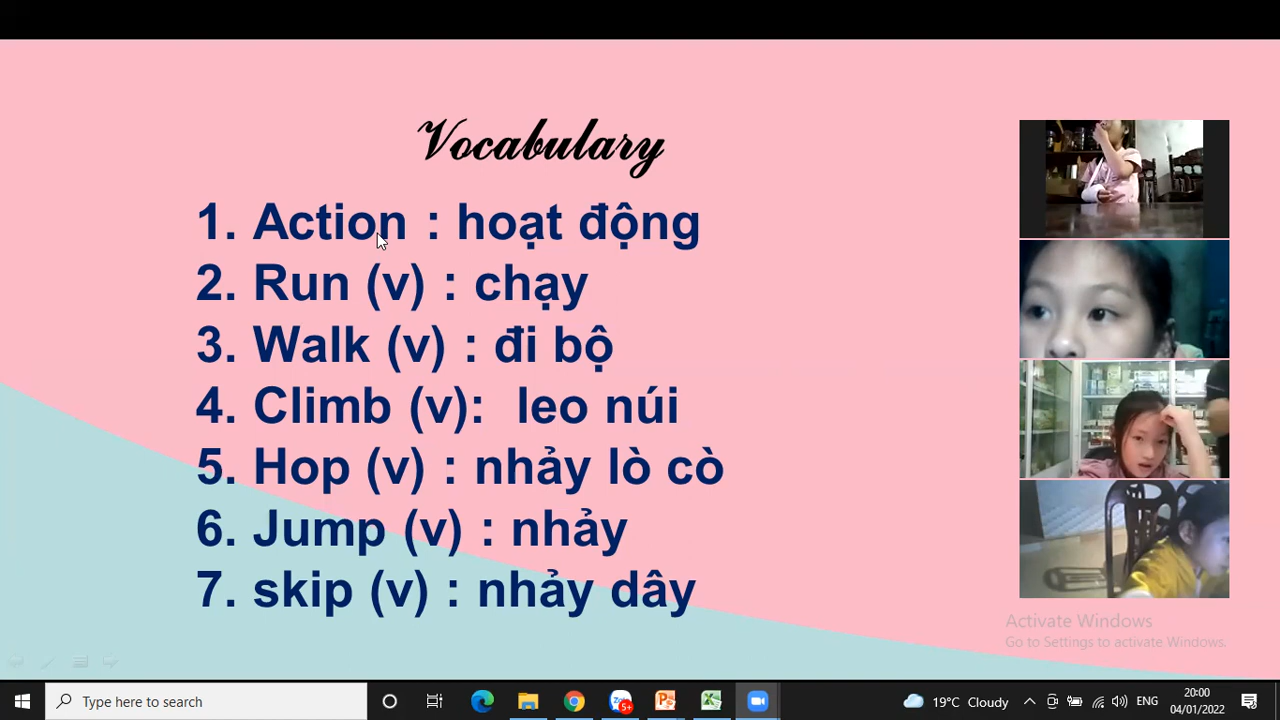 Vocabulary
1. Action : hoạt động
2. Run (v) : chạy
3. Walk (v) : đi bộ
4. Climb (v): leo núi
5. Hop (v) : nhảy lò cò
6. Jump (v) : nhảy
7. skip (v) : nhảy dây
Activate Windows
Go to Settings to activate Windows.
Type here to search
5+
19°C Cloudy
ENG
20:00
04/01/2022